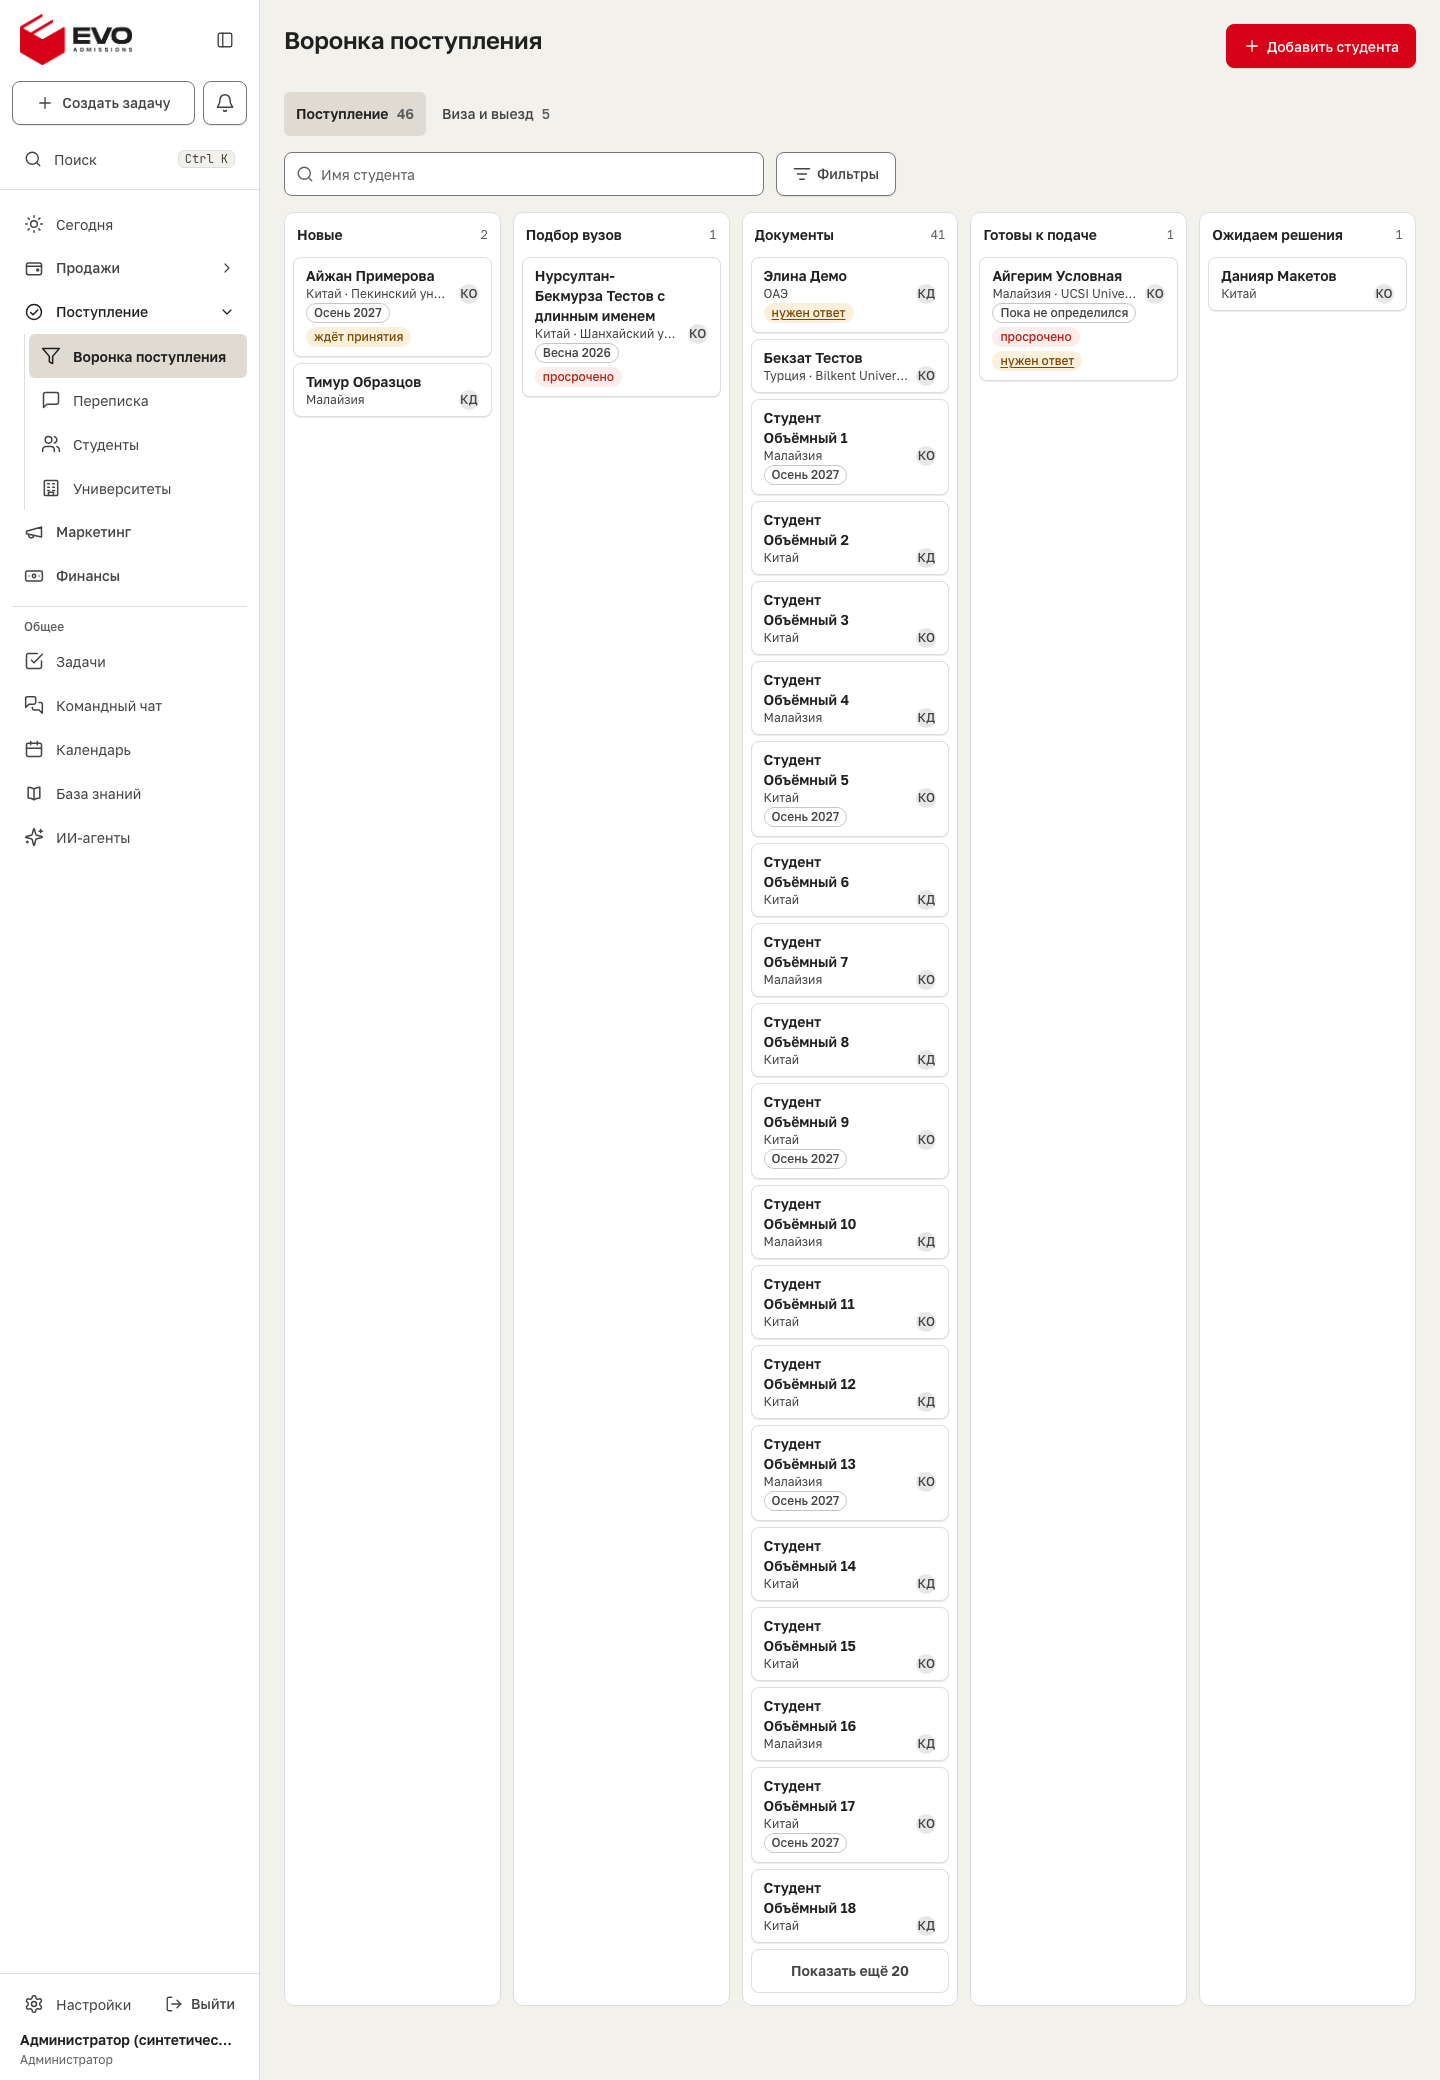 EVO
ADMISSIONS
Создать задачу
Поиск
Ctrl K
Сегодня
Продажи
Поступление
Воронка поступления
Переписка
Студенты
Университеты
Маркетинг
Финансы
Общее
Задачи
Командный чат
Календарь
База знаний
ИИ-агенты
Настройки
Выйти
Администратор (синтетичес...
Администратор
Воронка поступления
Добавить студента
Поступление 46
Виза и выезд 5
Имя студента
Фильтры
Новые 2
Айжан Примерова
Китай · Пекинский ун... КО
Осень 2027
ждёт принятия
Тимур Образцов
Малайзия КД
Подбор вузов 1
Нурсултан-
Бекмурза Тестов с
длинным именем
Китай · Шанхайский у... КО
Весна 2026
просрочено
Документы 41
Элина Демо
ОАЭ КД
нужен ответ
Бекзат Тестов
Турция · Bilkent Univer... КО
Студент
Объёмный 1
Малайзия КО
Осень 2027
Студент
Объёмный 2
Китай КД
Студент
Объёмный 3
Китай КО
Студент
Объёмный 4
Малайзия КД
Студент
Объёмный 5
Китай КО
Осень 2027
Студент
Объёмный 6
Китай КД
Студент
Объёмный 7
Малайзия КО
Студент
Объёмный 8
Китай КД
Студент
Объёмный 9
Китай КО
Осень 2027
Студент
Объёмный 10
Малайзия КД
Студент
Объёмный 11
Китай КО
Студент
Объёмный 12
Китай КД
Студент
Объёмный 13
Малайзия КО
Осень 2027
Студент
Объёмный 14
Китай КД
Студент
Объёмный 15
Китай КО
Студент
Объёмный 16
Малайзия КД
Студент
Объёмный 17
Китай КО
Осень 2027
Студент
Объёмный 18
Китай КД
Показать ещё 20
Готовы к подаче 1
Айгерим Условная
Малайзия · UCSI Unive... КО
Пока не определился
просрочено
нужен ответ
Ожидаем решения 1
Данияр Макетов
Китай КО